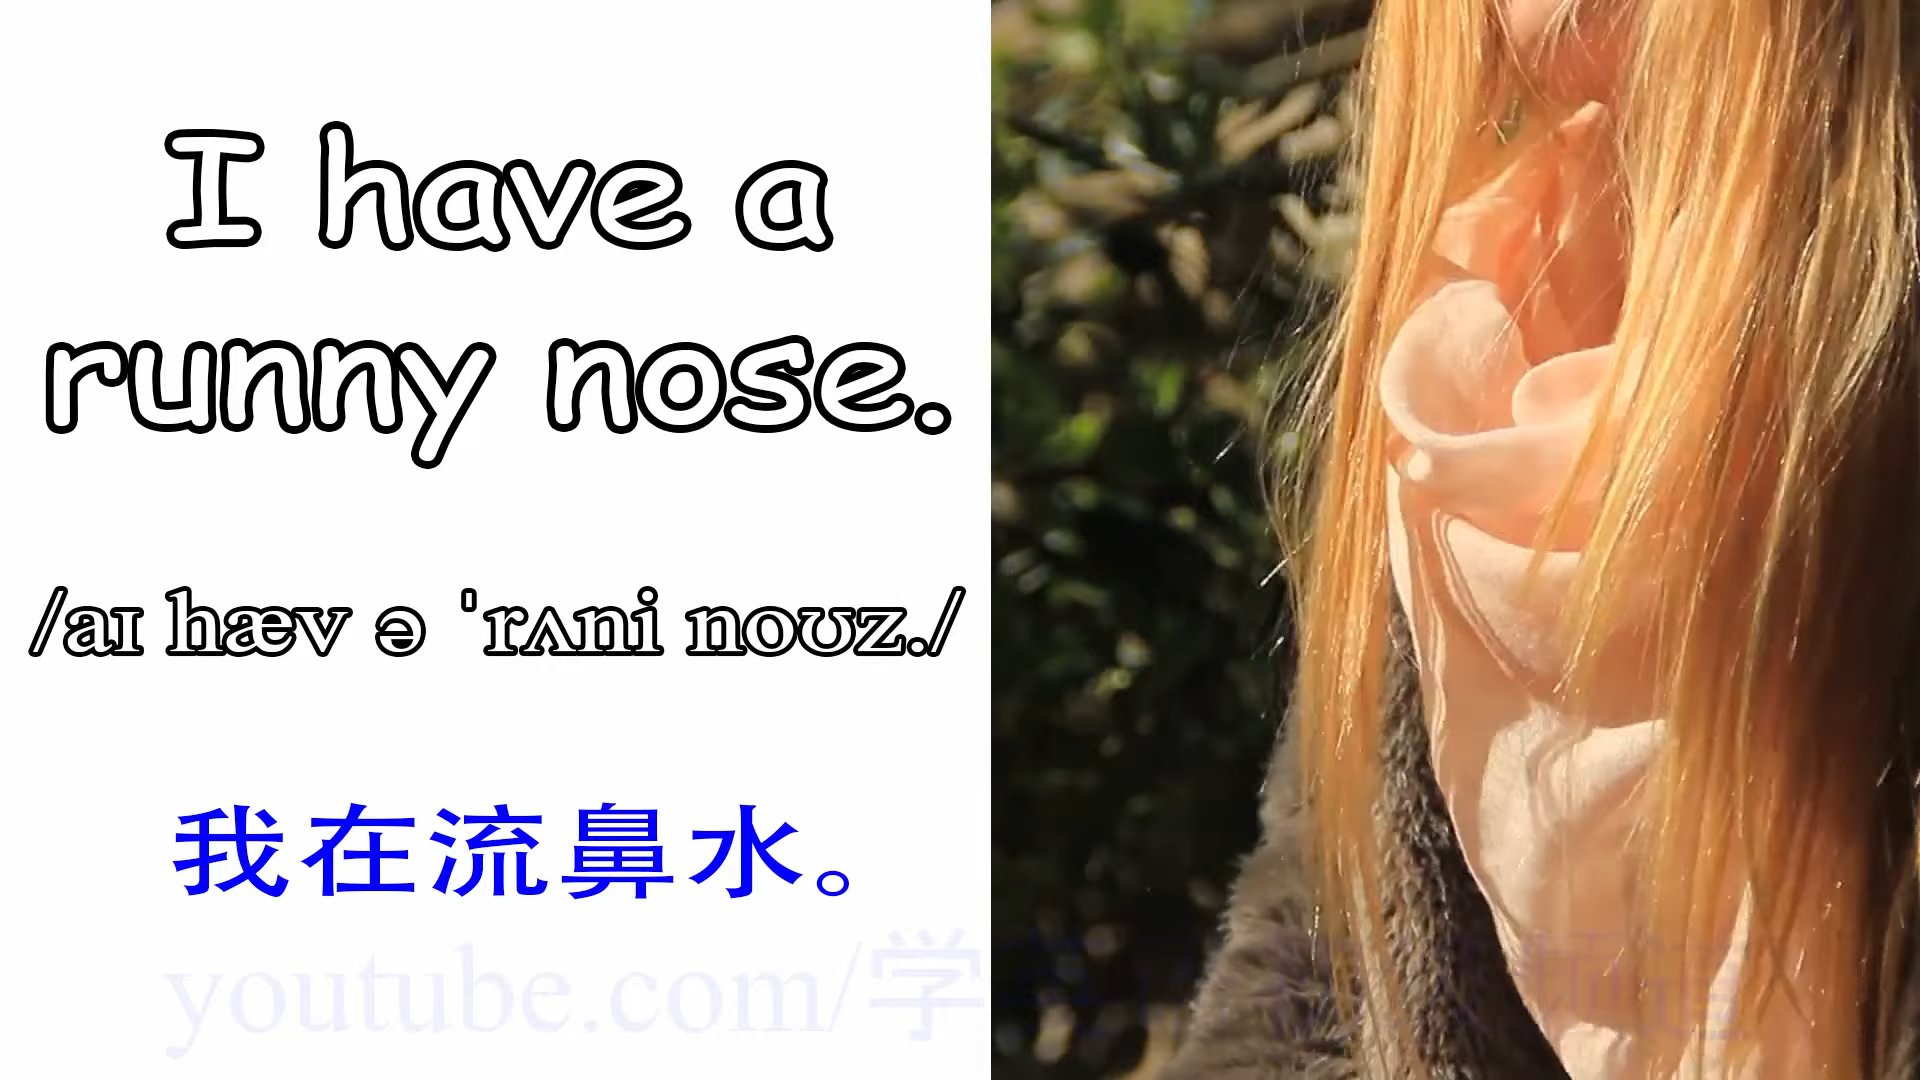 I have a
runny nose.
/aɪ hæv ə ˈrʌni noʊz./
我在流鼻水。
youtube.com/学